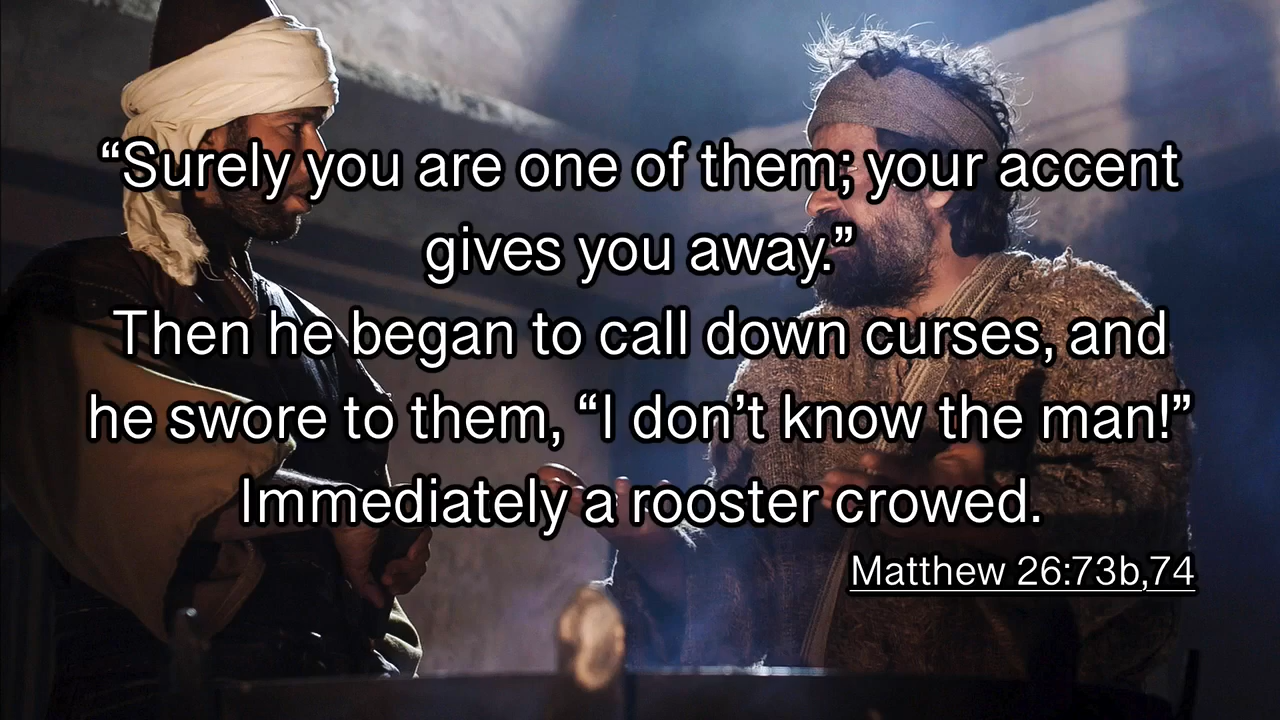 “Surely you are one of them; your accent
gives you away.”
Then he began to call down curses, and
he swore to them, “I don’t know the man!”
Immediately a rooster crowed.
Matthew 26:73b,74